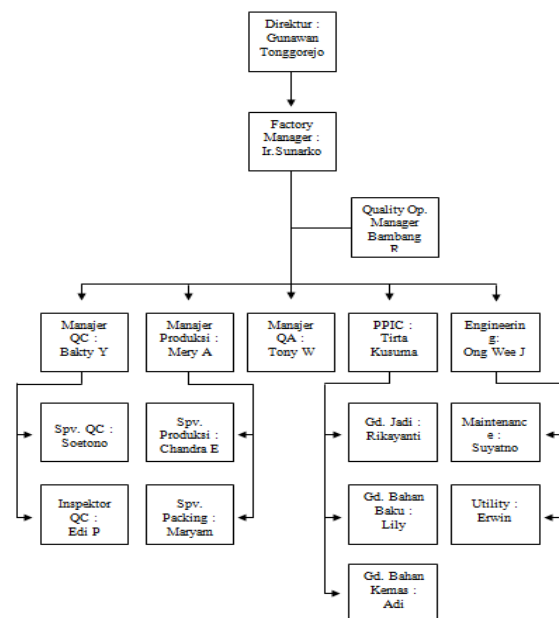 Direktur :
Gunawan
Tonggorejo
Factory
Manager :
Ir.Sunarko
Quality Op.
Manager
Bambang
R
Manajer
QC :
Bakty Y
Manajer
Produksi :
Mery A
Manajer
QA :
Tony W
PPIC :
Tirta
Kusuma
Engineerin
g:
Ong Wee J
Spv. QC :
Soetono
Spv.
Produksi :
Chandra E
Gd. Jadi :
Rikayanti
Maintenanc
e :
Suyatno
Inspektor
QC :
Edi P
Spv.
Packing :
Maryam
Gd. Bahan
Baku :
Lily
Utility :
Erwin
Gd. Bahan
Kemas :
Adi